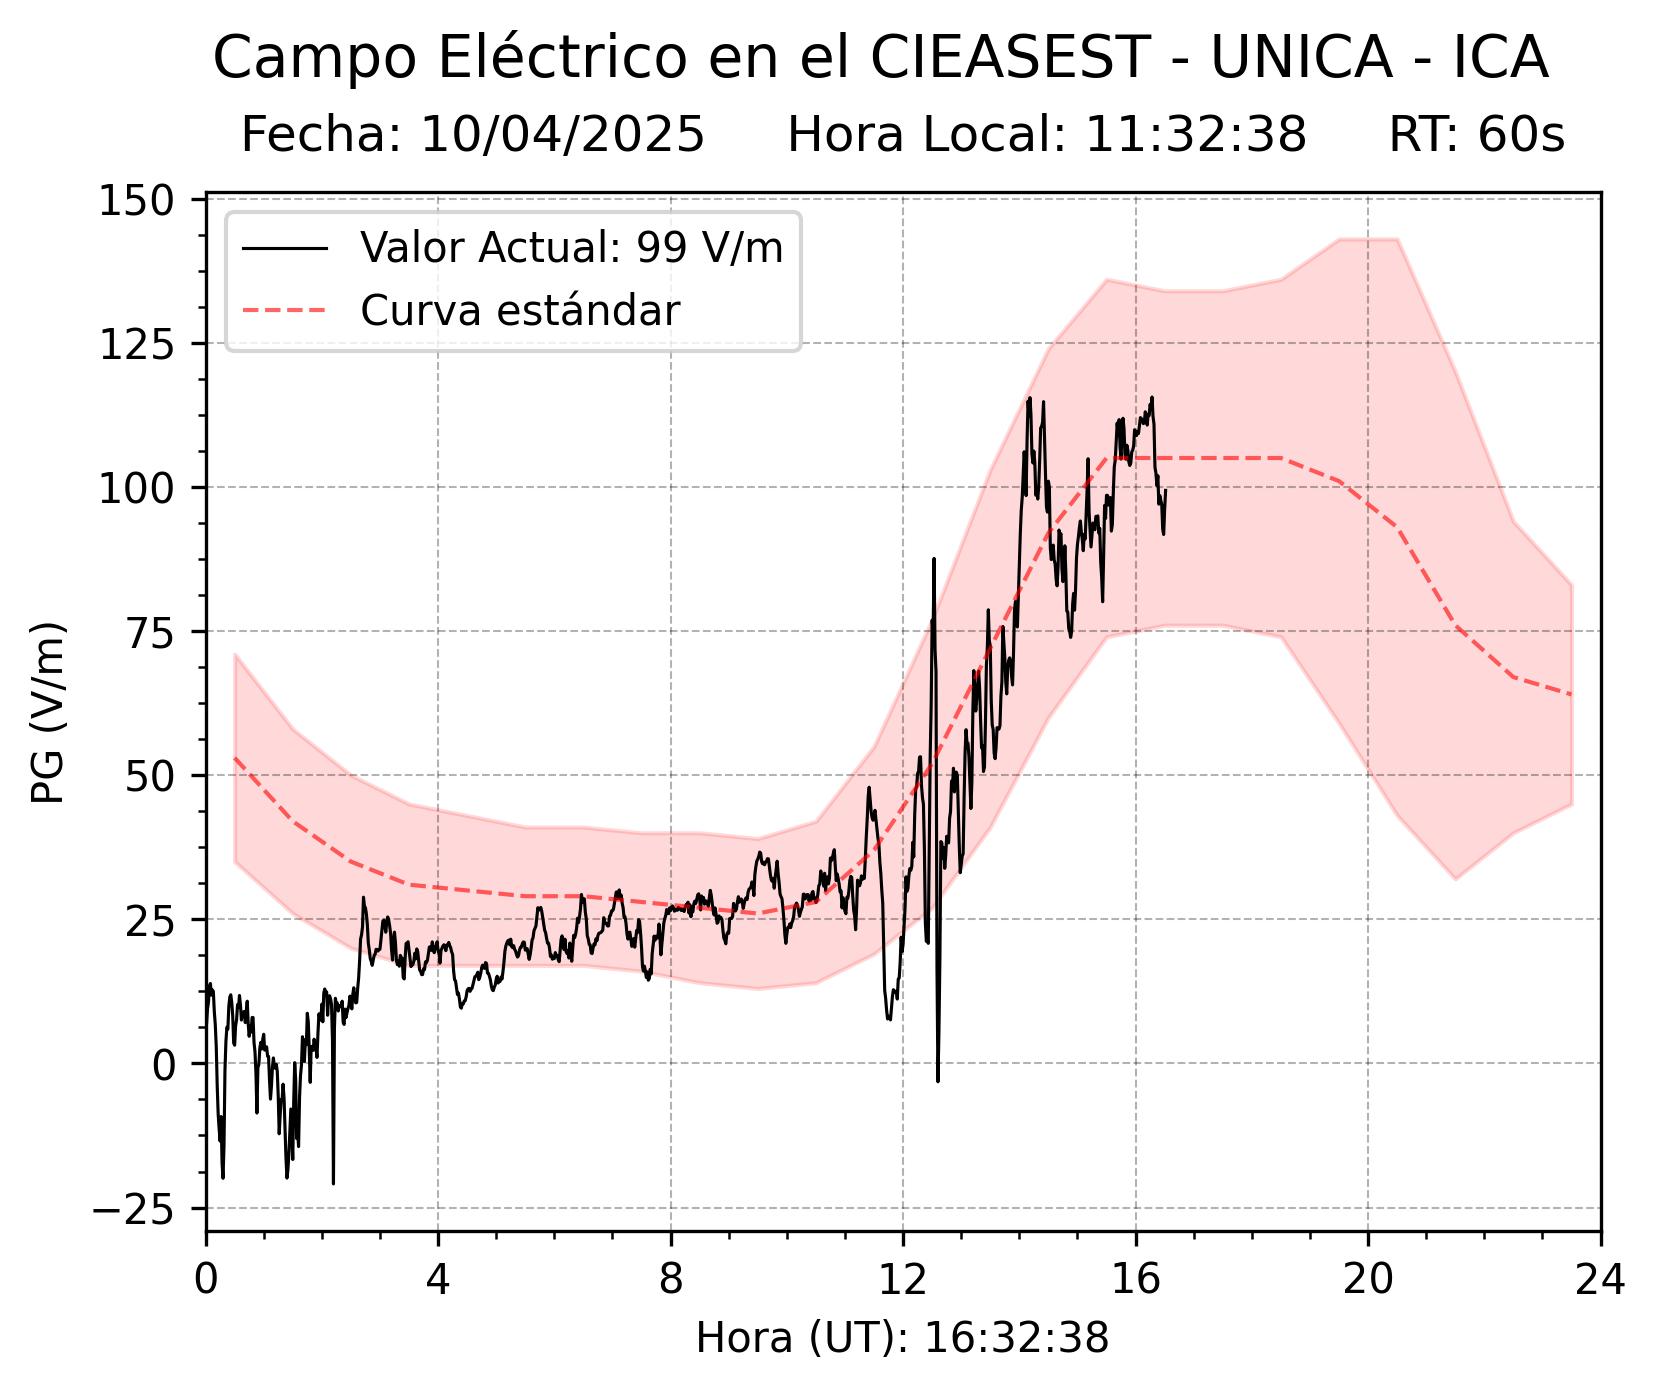 Campo Eléctrico en el CIEASEST - UNICA - ICA
Fecha: 10/04/2025 Hora Local: 11:32:38 RT: 60s
Valor Actual: 99 V/m
Curva estándar
PG (V/m)
150
125
100
75
50
25
0
−25
0 4 8 12 16 20 24
Hora (UT): 16:32:38